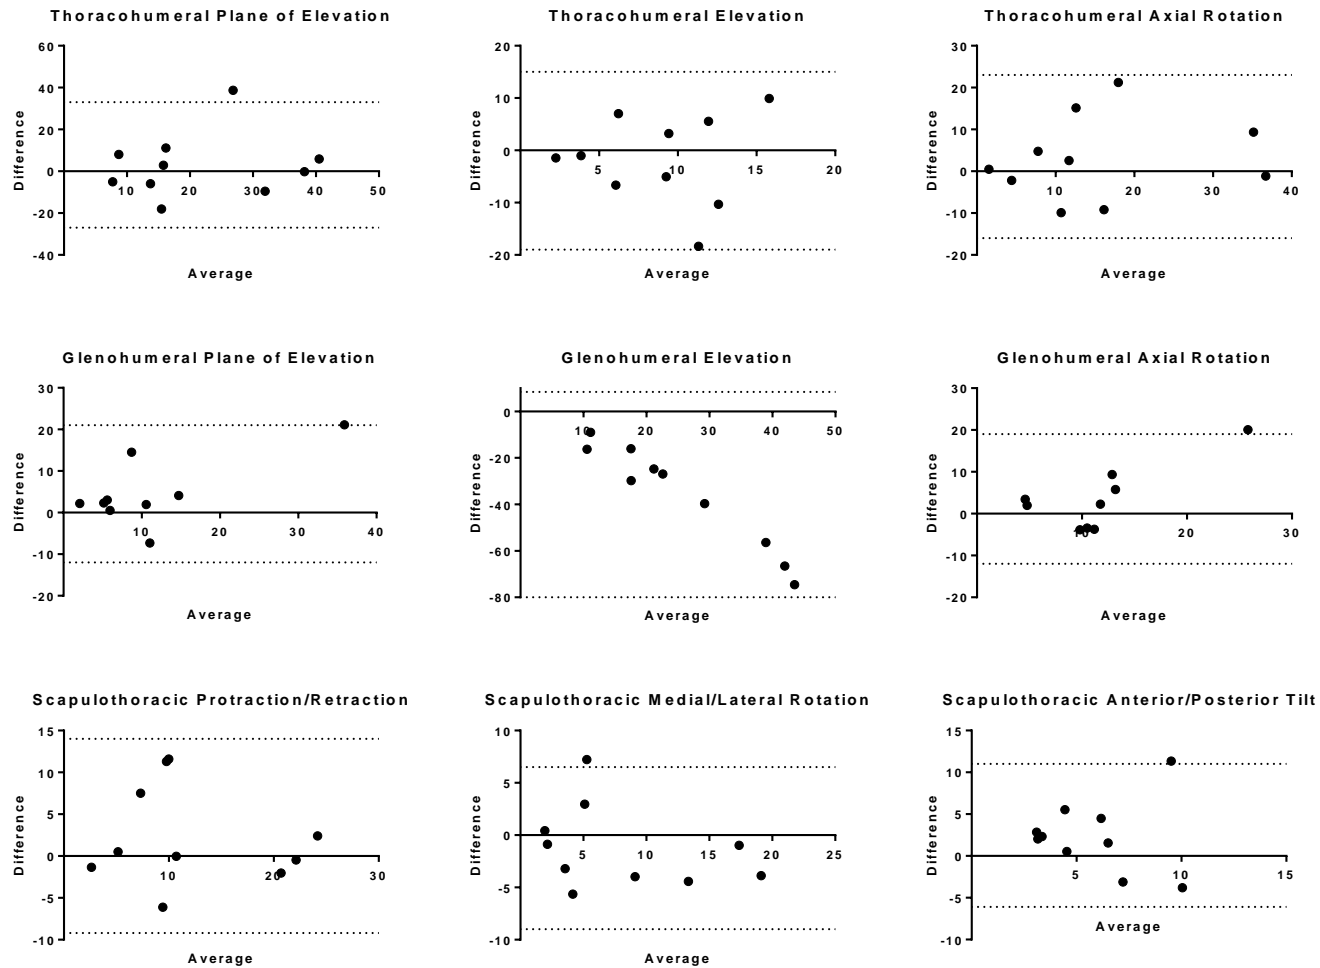 Thoracohumeral Plane of Elevation
60
40
20
0
-20
-40
10 20 30 40 50
Difference
Average
Thoracohumeral Elevation
20
10
0
-10
-20
5 10 15 20
Difference
Average
Thoracohumeral Axial Rotation
30
20
10
0
-10
-20
10 20 30 40
Difference
Average
Glenohumeral Plane of Elevation
30
20
10
0
-10
-20
10 20 30 40
Difference
Average
Glenohumeral Elevation
0
-20
-40
-60
-80
10 20 30 40 50
Difference
Average
Glenohumeral Axial Rotation
30
20
10
0
-10
-20
10 20 30
Difference
Average
Scapulothoracic Protraction/Retraction
15
10
5
0
-5
-10
10 20 30
Difference
Average
Scapulothoracic Medial/Lateral Rotation
10
5
0
-5
-10
5 10 15 20 25
Difference
Average
Scapulothoracic Anterior/Posterior Tilt
15
10
5
0
-5
-10
5 10 15
Difference
Average